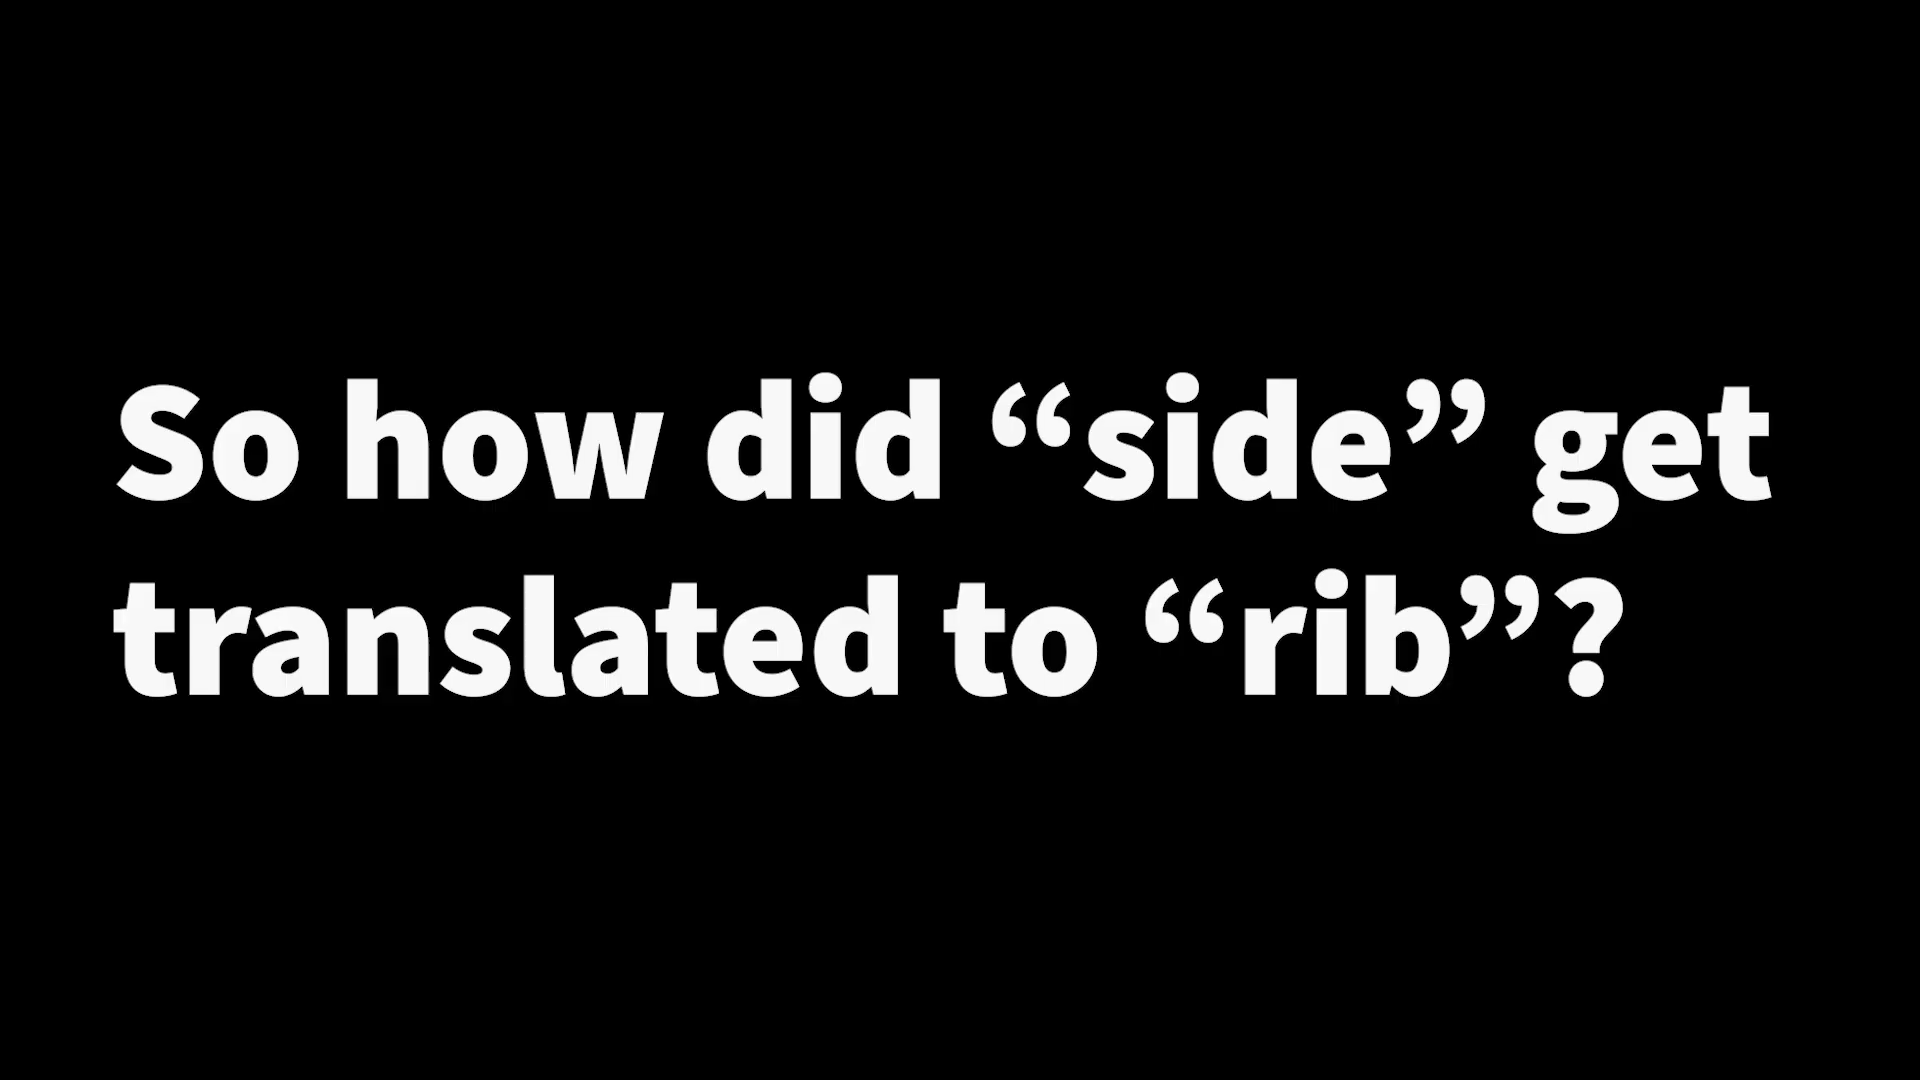 So how did “side” get
translated to “rib”?